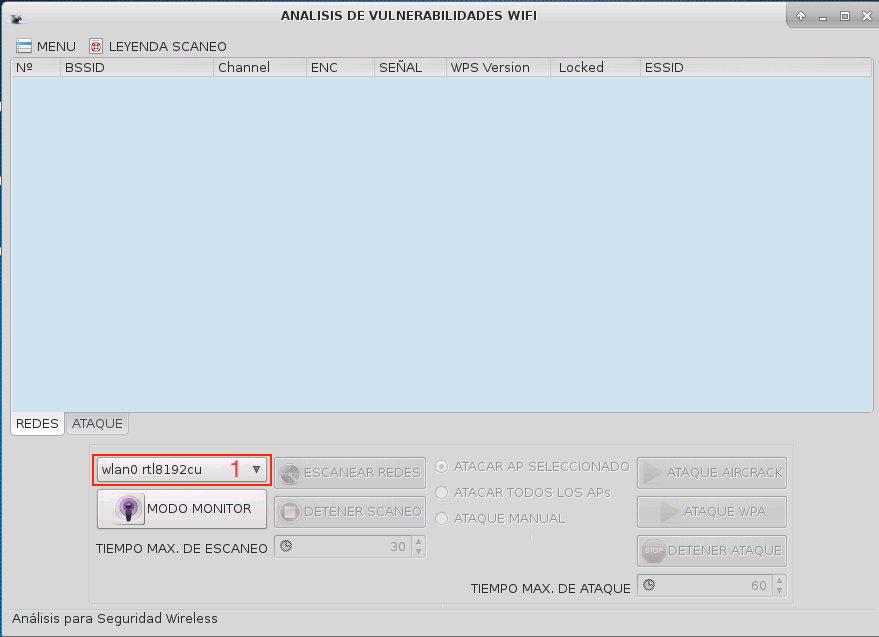 ANALISIS DE VULNERABILIDADES WIFI
MENU LEYENDA SCANEO
Nº BSSID Channel ENC SEÑAL WPS Version Locked ESSID
REDES ATAQUE
wlan0 rtl8192cu 1 ESCANEAR REDES ATACAR AP SELECCIONADO ATAQUE AIRCRACK
ATACAR TODOS LOS APs
MODO MONITOR DETENER SCANEO ATAQUE WPA
ATAQUE MANUAL
TIEMPO MAX. DE ESCANEO 30 STOP DETENER ATAQUE
TIEMPO MAX. DE ATAQUE 60
Análisis para Seguridad Wireless